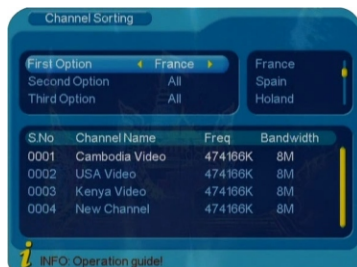 Channel Sorting
First Option France
Second Option All
Third Option All
France
Spain
Holand
S.No Channel Name Freq Bandwidth
0001 Cambodia Video 474166K 8M
0002 USA Video 474166K 8M
0003 Kenya Video 474166K 8M
0004 New Channel 474166K 8M
INFO: Operation guide!